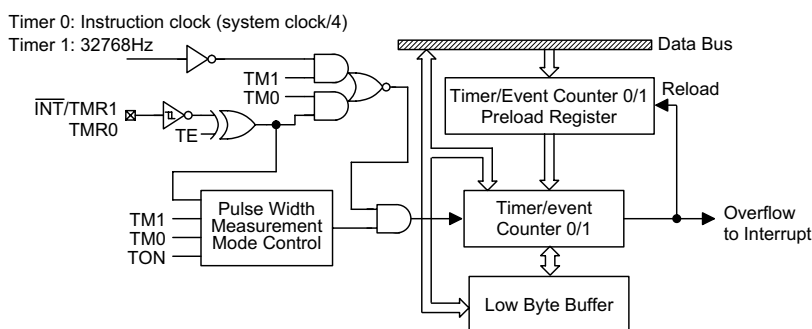 Timer 0: Instruction clock (system clock/4)
Timer 1: 32768Hz
TM1
TM0
INT/TMR1
TMR0
TE
TM1
TM0
TON
Pulse Width
Measurement
Mode Control
Data Bus
Timer/Event Counter 0/1
Preload Register
Reload
Timer/event
Counter 0/1
Overflow
to Interrupt
Low Byte Buffer